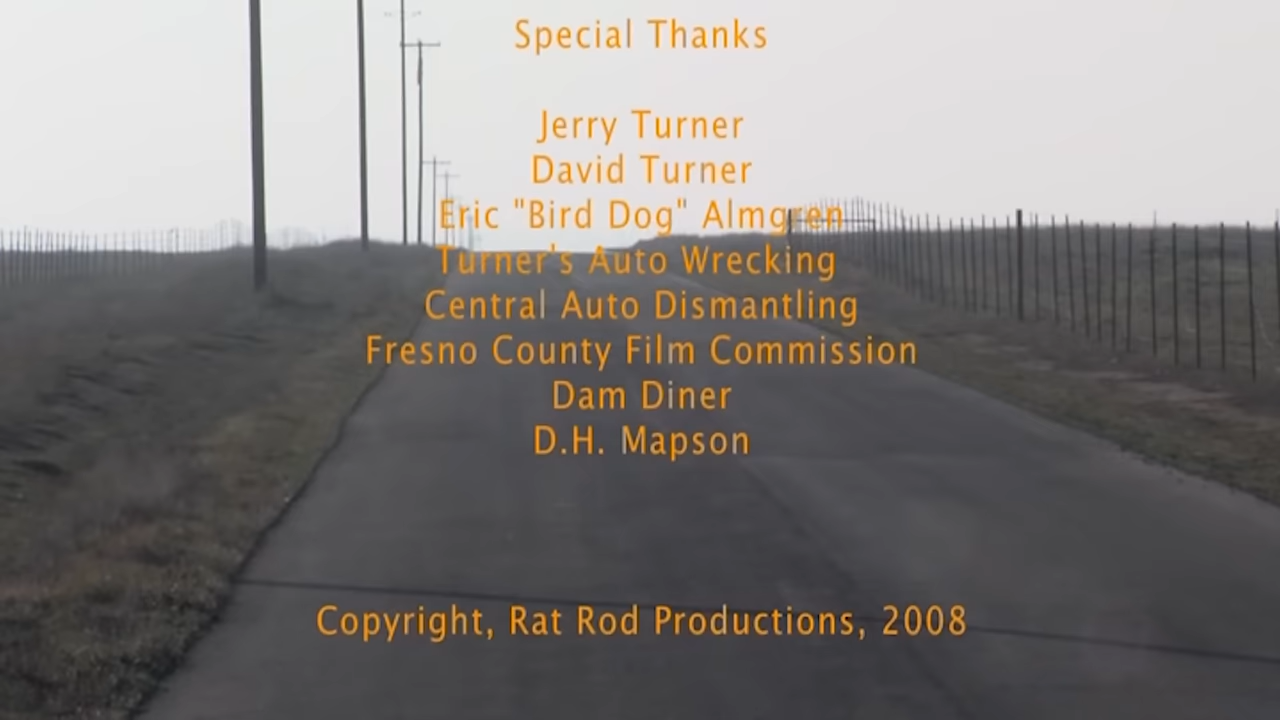 Special Thanks
Jerry Turner
David Turner
Eric "Bird Dog" Almgren
Turner's Auto Wrecking
Central Auto Dismantling
Fresno County Film Commission
Dam Diner
D.H. Mapson
Copyright, Rat Rod Productions, 2008